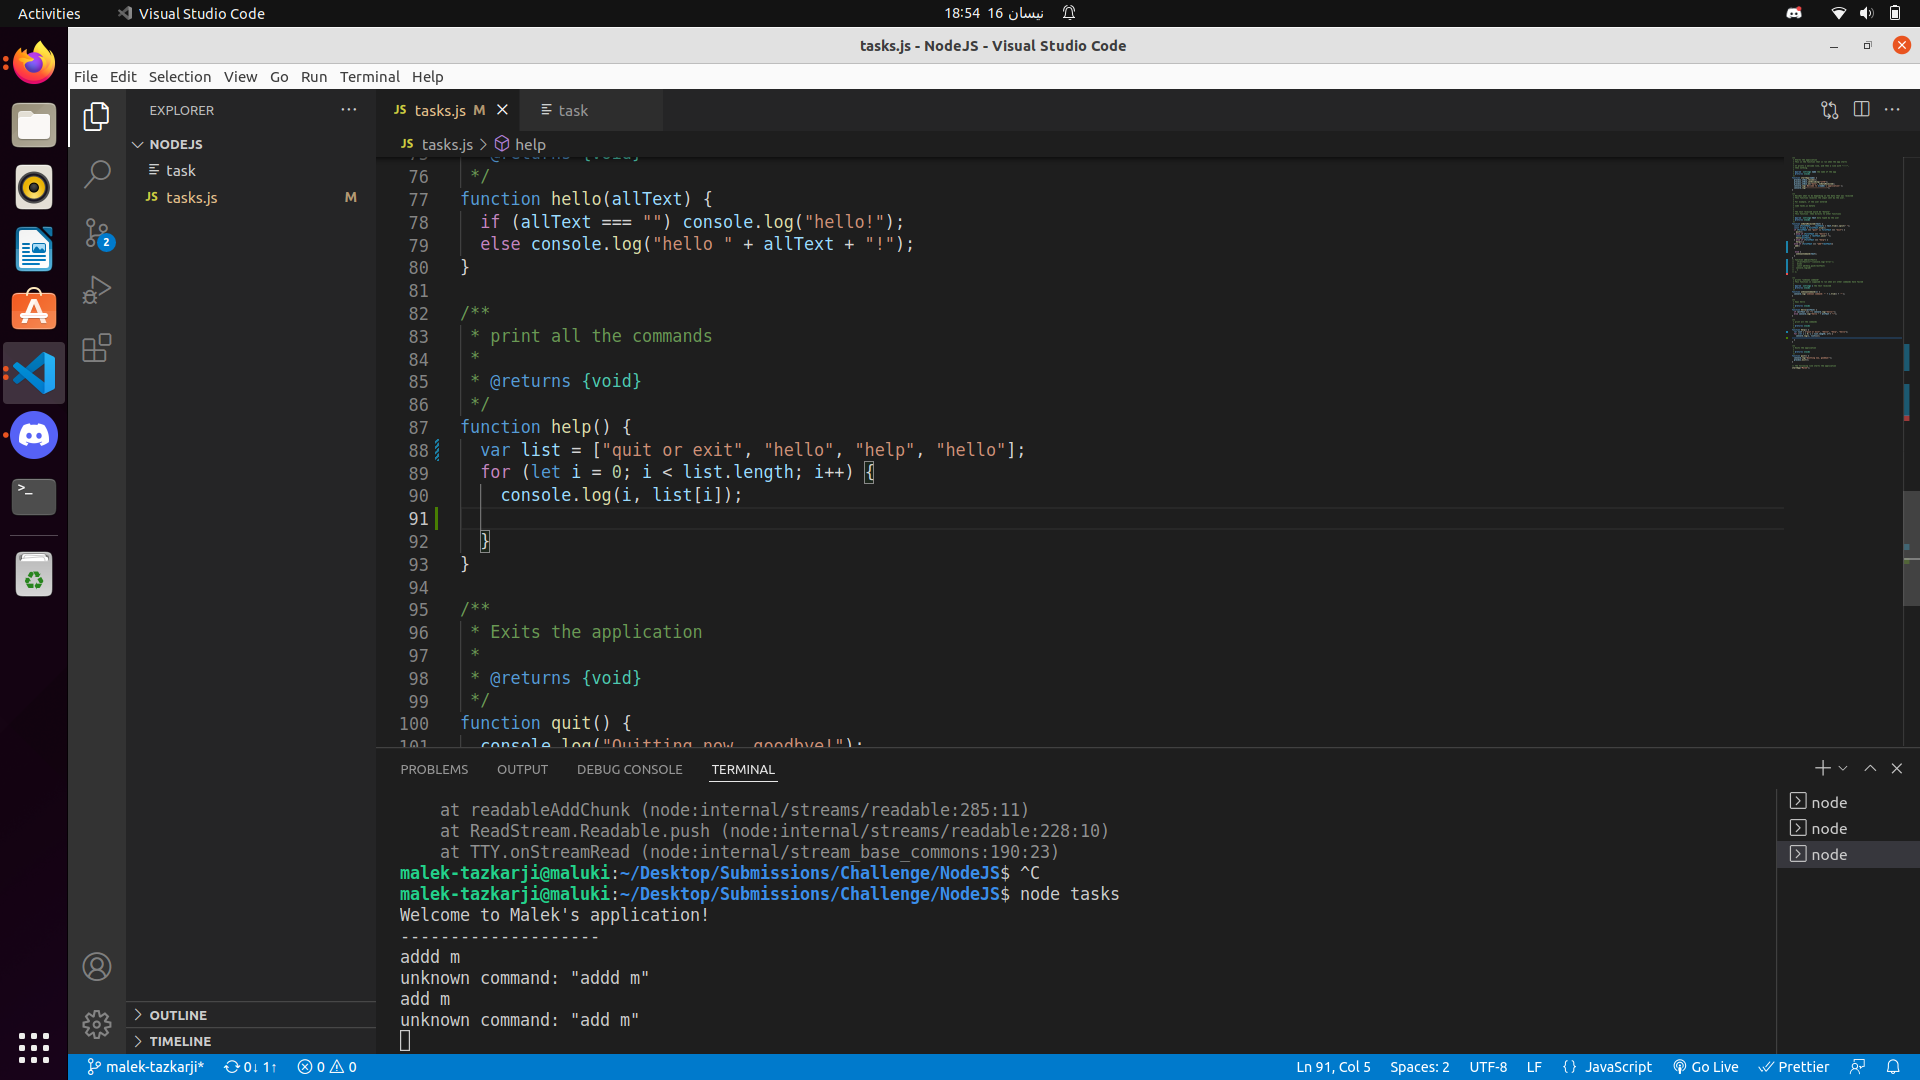 Activities
Visual Studio Code
18:54 16 نيسان
tasks.js - NodeJS - Visual Studio Code
File Edit Selection View Go Run Terminal Help
EXPLORER
NODEJS
task
JS tasks.js M
2
OUTLINE
TIMELINE
JS tasks.js M
task
JS tasks.js > help
76 */
77 function hello(allText) {
78 if (allText === "") console.log("hello!");
79 else console.log("hello " + allText + "!");
80 }
81
82 /**
83 * print all the commands
84 *
85 * @returns {void}
86 */
87 function help() {
88 var list = ["quit or exit", "hello", "help", "hello"];
89 for (let i = 0; i < list.length; i++) {
90 console.log(i, list[i]);
91
92 }
93 }
94
95 /**
96 * Exits the application
97 *
98 * @returns {void}
99 */
100 function quit() {
101 console.log("Quitting now, goodbye!");
PROBLEMS OUTPUT DEBUG CONSOLE TERMINAL
at readableAddChunk (node:internal/streams/readable:285:11)
at ReadStream.Readable.push (node:internal/streams/readable:228:10)
at TTY.onStreamRead (node:internal/stream_base_commons:190:23)
malek-tazkarji@maluki:~/Desktop/Submissions/Challenge/NodeJS$ ^C
malek-tazkarji@maluki:~/Desktop/Submissions/Challenge/NodeJS$ node tasks
Welcome to Malek's application!
--------------------
addd m
unknown command: "addd m"
add m
unknown command: "add m"
node
node
node
malek-tazkarji* 0↓ 1↑ 0 0
Ln 91, Col 5 Spaces: 2 UTF-8 LF {} JavaScript Go Live Prettier